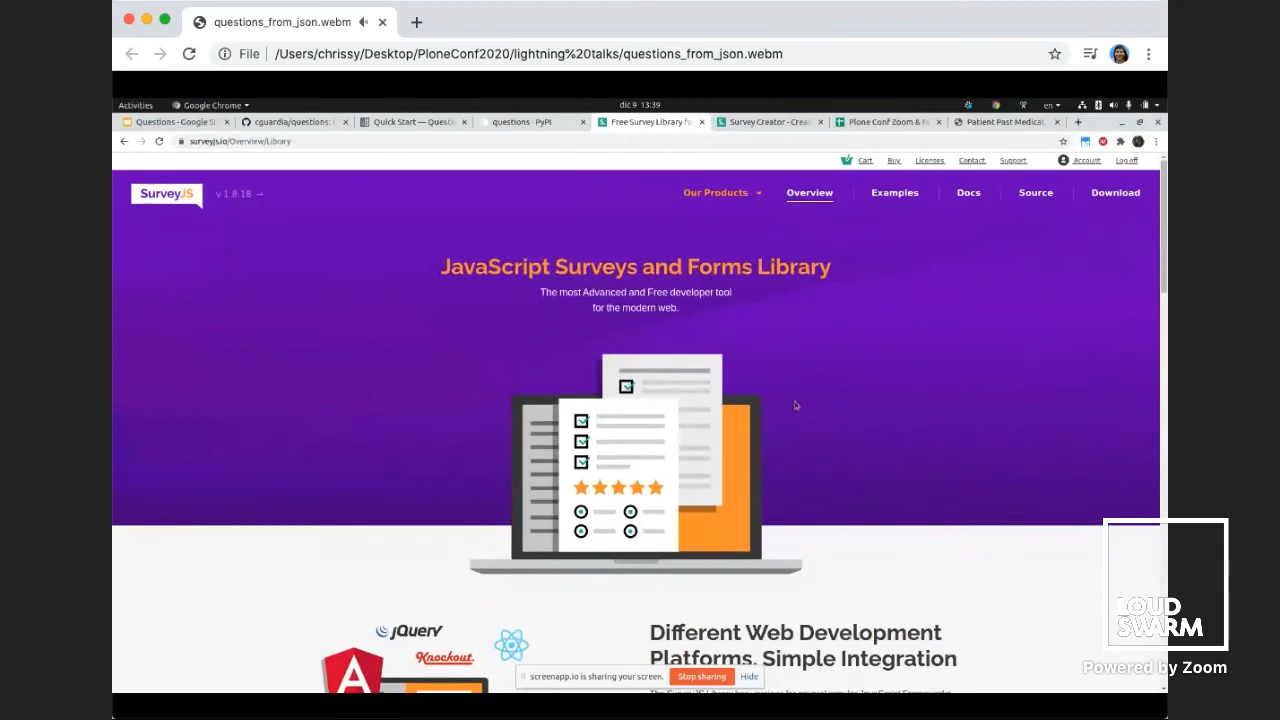 questions_from_json.webm
File
/Users/chrissy/Desktop/PloneConf2020/lightning%20talks/questions_from_json.webm
Activities
Google Chrome
dic 9 13:39
en
Questions - Google Sl
cguardia/questions:
Quick Start — Quest
questions · PyPI
Free Survey Library fo
Survey Creator - Crea
Plone Conf Zoom & B
Patient Past Medical
surveyjs.io/Overview/Library
Cart
Buy
Licenses
Contact
Support
Account
Log off
SurveyJS
v 1.8.18 →
Our Products
Overview
Examples
Docs
Source
Download
JavaScript Surveys and Forms Library
The most Advanced and Free developer tool
for the modern web.
jQuery
Knockout.
A
Different Web Development
Platforms. Simple Integration
screenapp.io is sharing your screen.
Stop sharing
Hide
LOUD
SWARM
Powered by Zoom